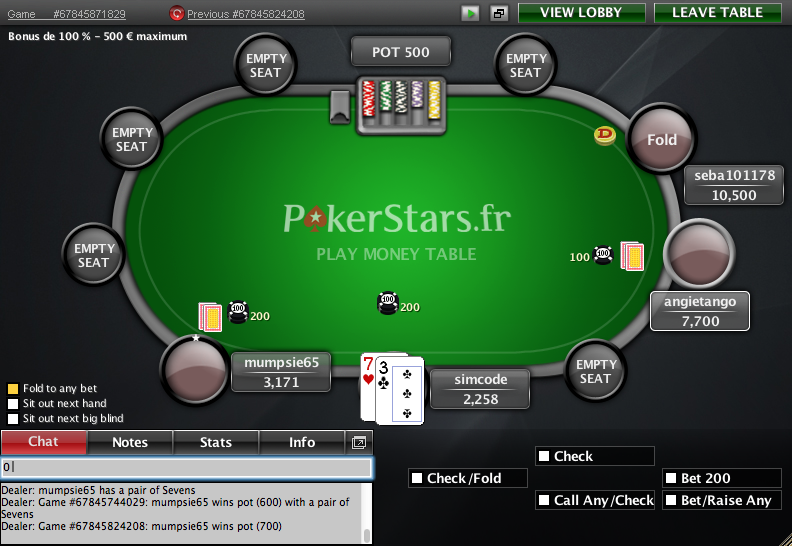 Game #67845871829 Previous #67845824208 VIEW LOBBY LEAVE TABLE
Bonus de 100 % - 500 € maximum
POT 500
EMPTY SEAT
EMPTY SEAT
EMPTY SEAT
D
Fold
seba101178
10,500
PokerStars.fr
PLAY MONEY TABLE
EMPTY SEAT
100 100
angietango
7,700
100 200
100 200
mumpsie65
3,171
7 3
simcode
2,258
EMPTY SEAT
Fold to any bet
Sit out next hand
Sit out next big blind
Chat Notes Stats Info
0
Dealer: mumpsie65 has a pair of Sevens
Dealer: Game #67845744029: mumpsie65 wins pot (600) with a pair of
Sevens
Dealer: Game #67845824208: mumpsie65 wins pot (700)
Check/Fold
Check
Call Any/Check
Bet 200
Bet/Raise Any